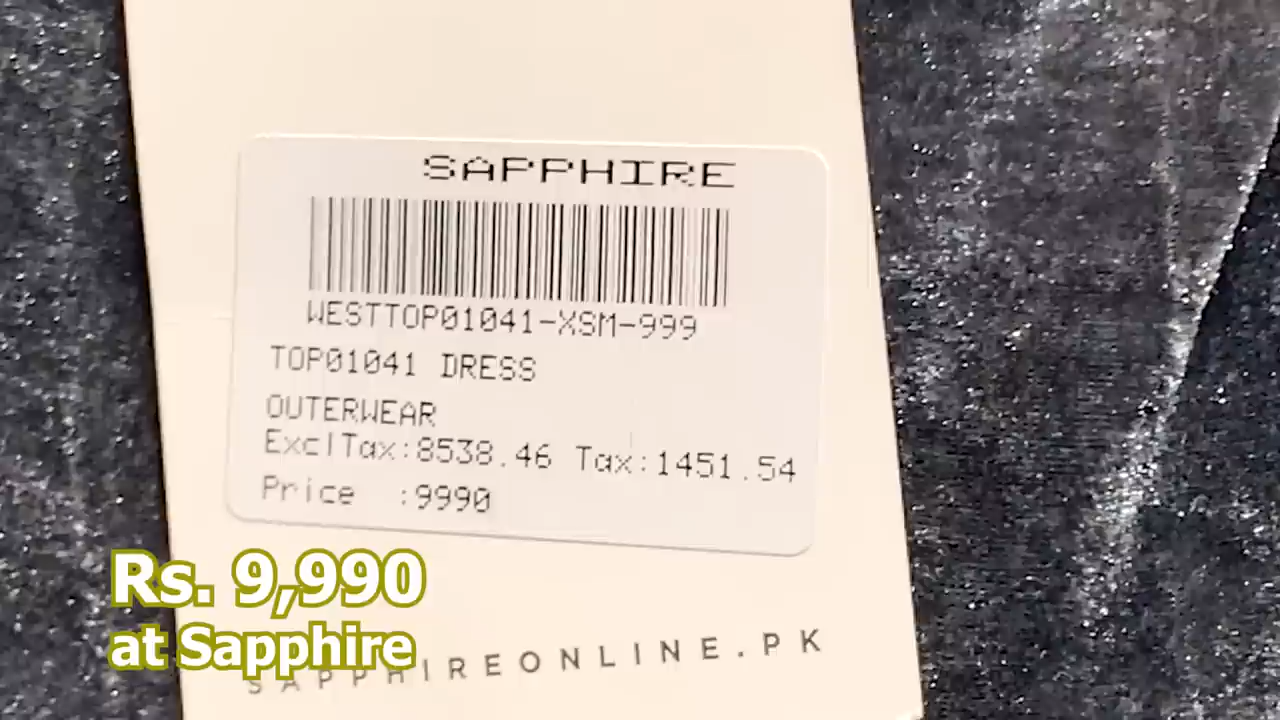 SAPPHIRE
WESTTOP01041-XSM-999
TOP01041 DRESS
OUTERWEAR
ExclTax:8538.46 Tax:1451.54
Price :9990
Rs. 9,990
at Sapphire
SAPPHIREONLINE.PK